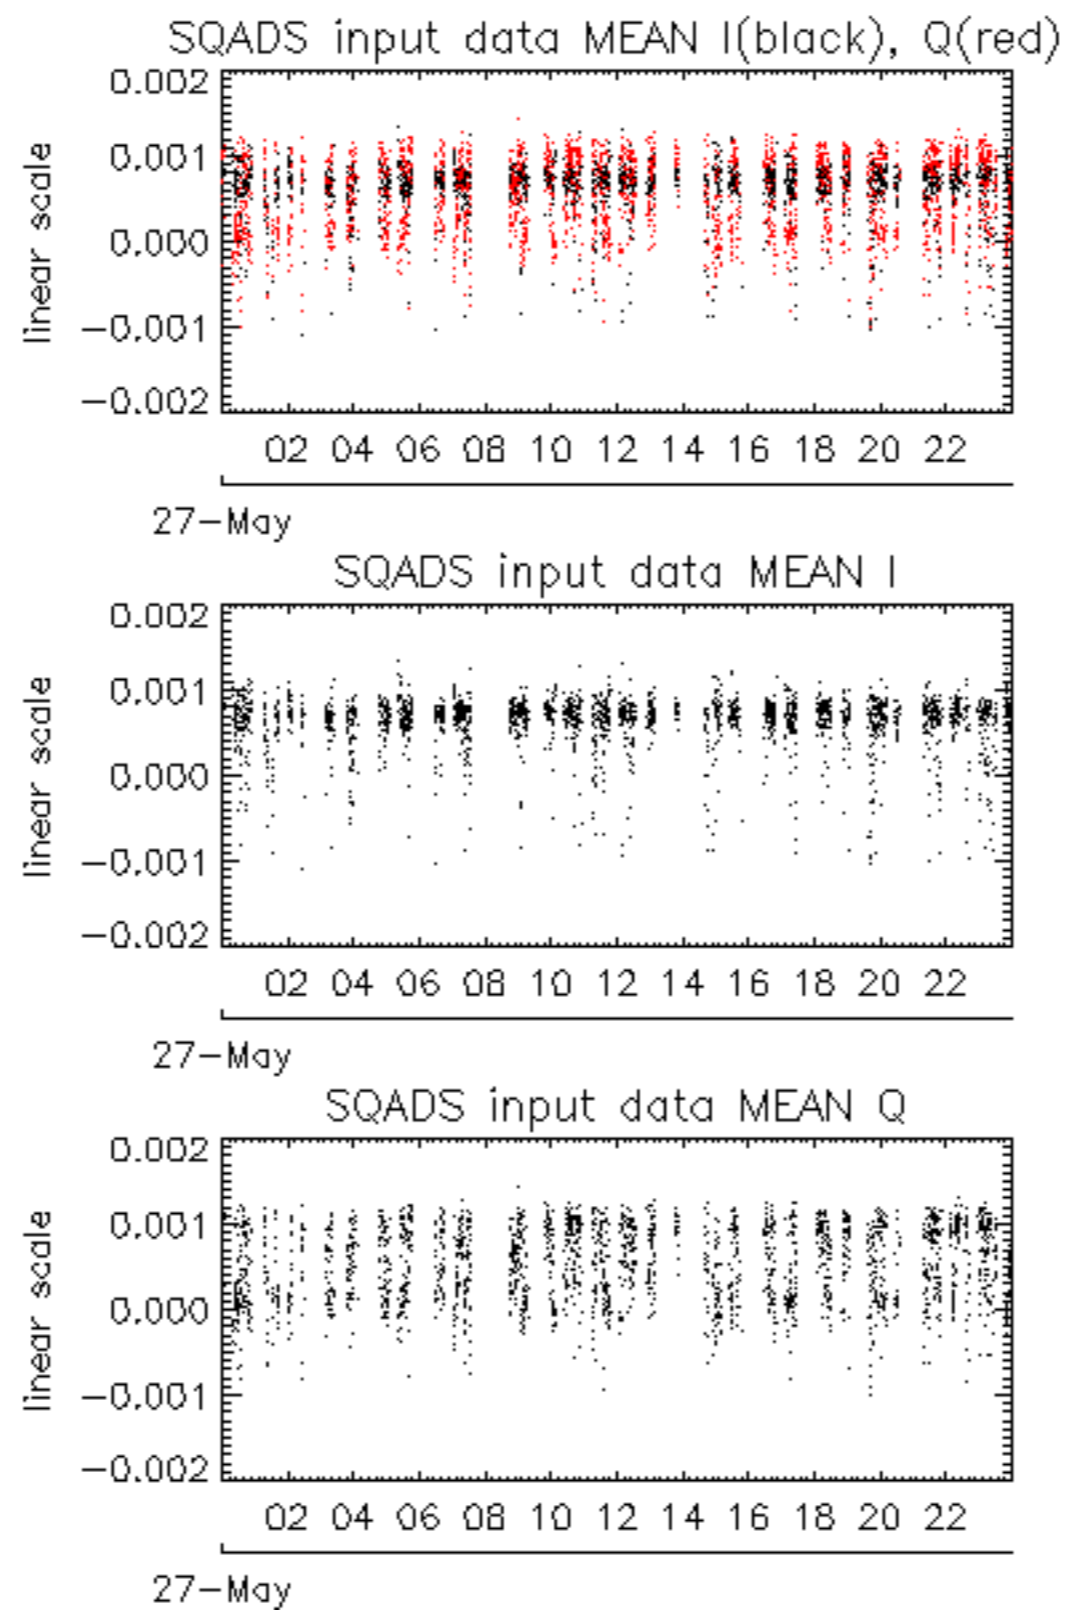 SQADS input data MEAN I(black), Q(red)
0.002
0.001
0.000
−0.001
−0.002
linear scale
02 04 06 08 10 12 14 16 18 20 22
27−May
SQADS input data MEAN I
0.002
0.001
0.000
−0.001
−0.002
linear scale
02 04 06 08 10 12 14 16 18 20 22
27−May
SQADS input data MEAN Q
0.002
0.001
0.000
−0.001
−0.002
linear scale
02 04 06 08 10 12 14 16 18 20 22
27−May